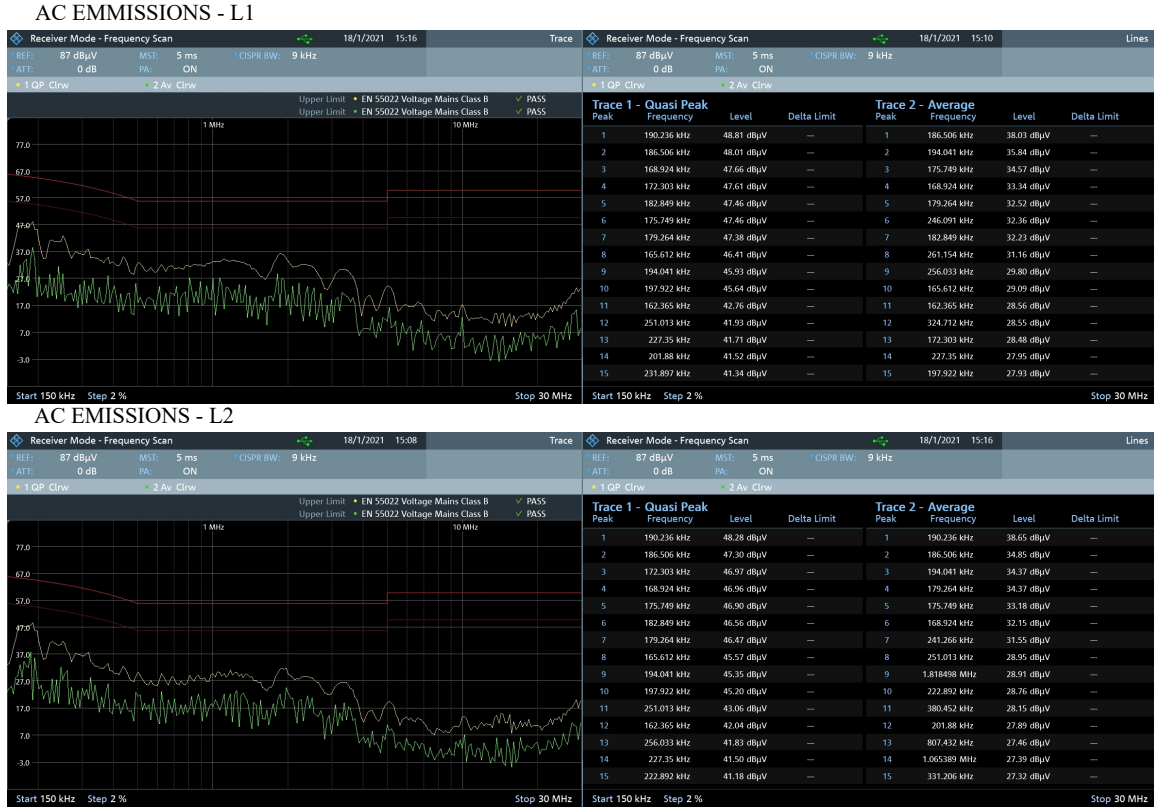 AC EMMISSIONS - L1
Receiver Mode - Frequency Scan 18/1/2021 15:16 Trace
REF: 87 dBµV MST: 5 ms CISPR BW: 9 kHz
ATT: 0 dB PA: ON
1 QP Clrw 2 Av Clrw
Upper Limit EN 55022 Voltage Mains Class B ✓ PASS
Upper Limit EN 55022 Voltage Mains Class B ✓ PASS
1 MHz 10 MHz
77.0
67.0
57.0
47.0
37.0
27.0
17.0
7.0
-3.0
Start 150 kHz Step 2 % Stop 30 MHz
Receiver Mode - Frequency Scan 18/1/2021 15:10 Lines
REF: 87 dBµV MST: 5 ms CISPR BW: 9 kHz
ATT: 0 dB PA: ON
1 QP Clrw 2 Av Clrw
Trace 1 - Quasi Peak Trace 2 - Average
Peak Frequency Level Delta Limit Peak Frequency Level Delta Limit
1 190.236 kHz 48.81 dBµV --- 1 186.506 kHz 38.03 dBµV ---
2 186.506 kHz 48.01 dBµV --- 2 194.041 kHz 35.84 dBµV ---
3 168.924 kHz 47.66 dBµV --- 3 175.749 kHz 34.57 dBµV ---
4 172.303 kHz 47.61 dBµV --- 4 168.924 kHz 33.34 dBµV ---
5 182.849 kHz 47.46 dBµV --- 5 179.264 kHz 32.52 dBµV ---
6 175.749 kHz 47.46 dBµV --- 6 246.091 kHz 32.36 dBµV ---
7 179.264 kHz 47.38 dBµV --- 7 182.849 kHz 32.23 dBµV ---
8 165.612 kHz 46.41 dBµV --- 8 261.154 kHz 31.16 dBµV ---
9 194.041 kHz 45.93 dBµV --- 9 256.033 kHz 29.80 dBµV ---
10 197.922 kHz 45.64 dBµV --- 10 165.612 kHz 29.09 dBµV ---
11 162.365 kHz 42.76 dBµV --- 11 162.365 kHz 28.56 dBµV ---
12 251.013 kHz 41.93 dBµV --- 12 324.712 kHz 28.55 dBµV ---
13 227.35 kHz 41.71 dBµV --- 13 172.303 kHz 28.48 dBµV ---
14 201.88 kHz 41.52 dBµV --- 14 227.35 kHz 27.95 dBµV ---
15 231.897 kHz 41.34 dBµV --- 15 197.922 kHz 27.93 dBµV ---
Start 150 kHz Step 2 % Stop 30 MHz
AC EMISSIONS - L2
Receiver Mode - Frequency Scan 18/1/2021 15:08 Trace
REF: 87 dBµV MST: 5 ms CISPR BW: 9 kHz
ATT: 0 dB PA: ON
1 QP Clrw 2 Av Clrw
Upper Limit EN 55022 Voltage Mains Class B ✓ PASS
Upper Limit EN 55022 Voltage Mains Class B ✓ PASS
1 MHz 10 MHz
77.0
67.0
57.0
47.0
37.0
27.0
17.0
7.0
-3.0
Start 150 kHz Step 2 % Stop 30 MHz
Receiver Mode - Frequency Scan 18/1/2021 15:16 Lines
REF: 87 dBµV MST: 5 ms CISPR BW: 9 kHz
ATT: 0 dB PA: ON
1 QP Clrw 2 Av Clrw
Trace 1 - Quasi Peak Trace 2 - Average
Peak Frequency Level Delta Limit Peak Frequency Level Delta Limit
1 190.236 kHz 48.28 dBµV --- 1 190.236 kHz 38.65 dBµV ---
2 186.506 kHz 47.30 dBµV --- 2 186.506 kHz 34.85 dBµV ---
3 172.303 kHz 46.97 dBµV --- 3 194.041 kHz 34.37 dBµV ---
4 168.924 kHz 46.96 dBµV --- 4 179.264 kHz 34.37 dBµV ---
5 175.749 kHz 46.90 dBµV --- 5 175.749 kHz 33.18 dBµV ---
6 182.849 kHz 46.56 dBµV --- 6 168.924 kHz 32.15 dBµV ---
7 179.264 kHz 46.47 dBµV --- 7 241.266 kHz 31.55 dBµV ---
8 165.612 kHz 45.57 dBµV --- 8 251.013 kHz 28.95 dBµV ---
9 194.041 kHz 45.35 dBµV --- 9 1.818498 MHz 28.91 dBµV ---
10 197.922 kHz 45.20 dBµV --- 10 222.892 kHz 28.76 dBµV ---
11 251.013 kHz 43.06 dBµV --- 11 380.452 kHz 28.15 dBµV ---
12 162.365 kHz 42.04 dBµV --- 12 201.88 kHz 27.89 dBµV ---
13 256.033 kHz 41.83 dBµV --- 13 807.432 kHz 27.46 dBµV ---
14 227.35 kHz 41.50 dBµV --- 14 1.065389 MHz 27.39 dBµV ---
15 222.892 kHz 41.18 dBµV --- 15 331.206 kHz 27.32 dBµV ---
Start 150 kHz Step 2 % Stop 30 MHz